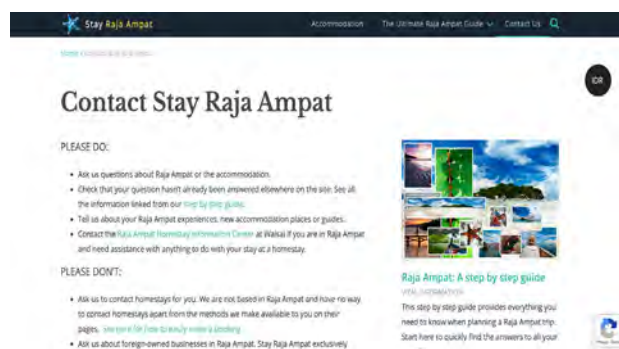 Stay Raja Ampat
Accommodation
The Ultimate Raja Ampat Guide
Contact Us
IDR
Contact Stay Raja Ampat
PLEASE DO:
Ask us questions about Raja Ampat or the accommodation.
Check that your question hasn't already been answered elsewhere on the site. See all
the information linked from our step by step guide.
Tell us about your Raja Ampat experiences, new accommodation places or guides.
Contact the Raja Ampat Homestay Information Center at Waisai if you are in Raja Ampat
and need assistance with anything to do with your stay at a homestay.
PLEASE DON'T:
Ask us to contact homestays for you. We are not based in Raja Ampat and have no way
to contact homestays apart from the methods we make available to you on their
pages.
Ask us about foreign-owned businesses in Raja Ampat. Stay Raja Ampat exclusively
Raja Ampat: A step by step guide
VITAL INFORMATION
This step by step guide provides everything you
need to know when planning a Raja Ampat trip.
Start here to quickly find the answers to all your